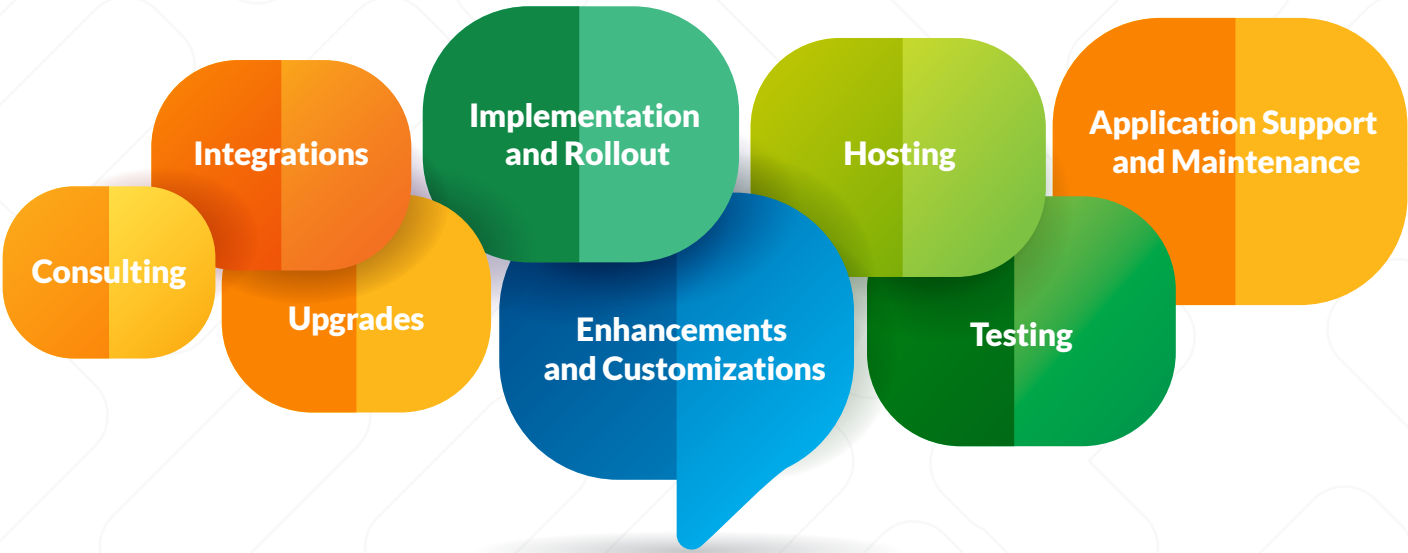 Consulting
Integrations
Upgrades
Implementation
and Rollout
Enhancements
and Customizations
Hosting
Testing
Application Support
and Maintenance